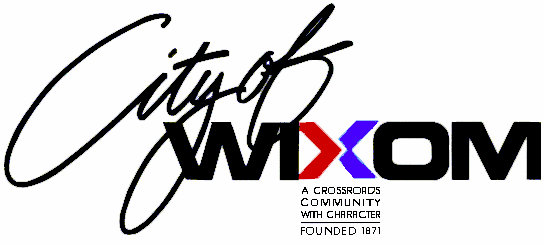 City of
WIXOM
A CROSSROADS
COMMUNITY
WITH CHARACTER
FOUNDED 1871